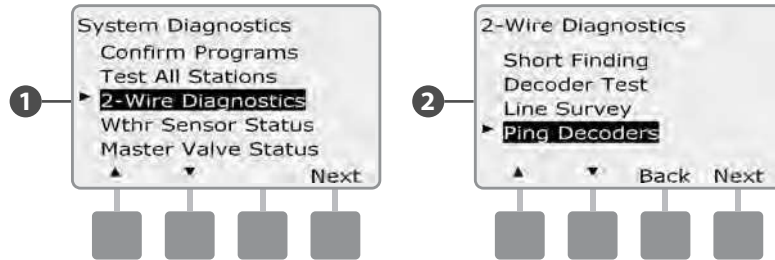 System Diagnostics
Confirm Programs
Test All Stations
2-Wire Diagnostics
Wthr Sensor Status
Master Valve Status
Next
1
2-Wire Diagnostics
Short Finding
Decoder Test
Line Survey
Ping Decoders
Back Next
2